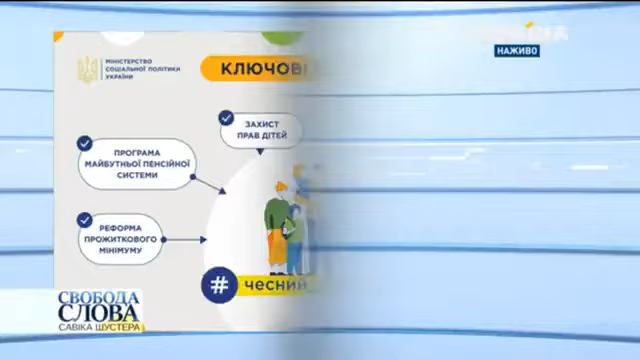 НАЖИВО
МІНІСТЕРСТВО
СОЦІАЛЬНОЇ ПОЛІТИКИ
УКРАЇНИ
ЗАХИСТ
ПРАВ ДІТЕЙ
ПРОГРАМА
МАЙБУТНЬОЇ ПЕНСІЙНОЇ
СИСТЕМИ
РЕФОРМА
ПРОЖИТКОВОГО
МІНІМУМУ
#чесний
СВОБОДА
СЛОВА
САВІКА ШУСТЕРА